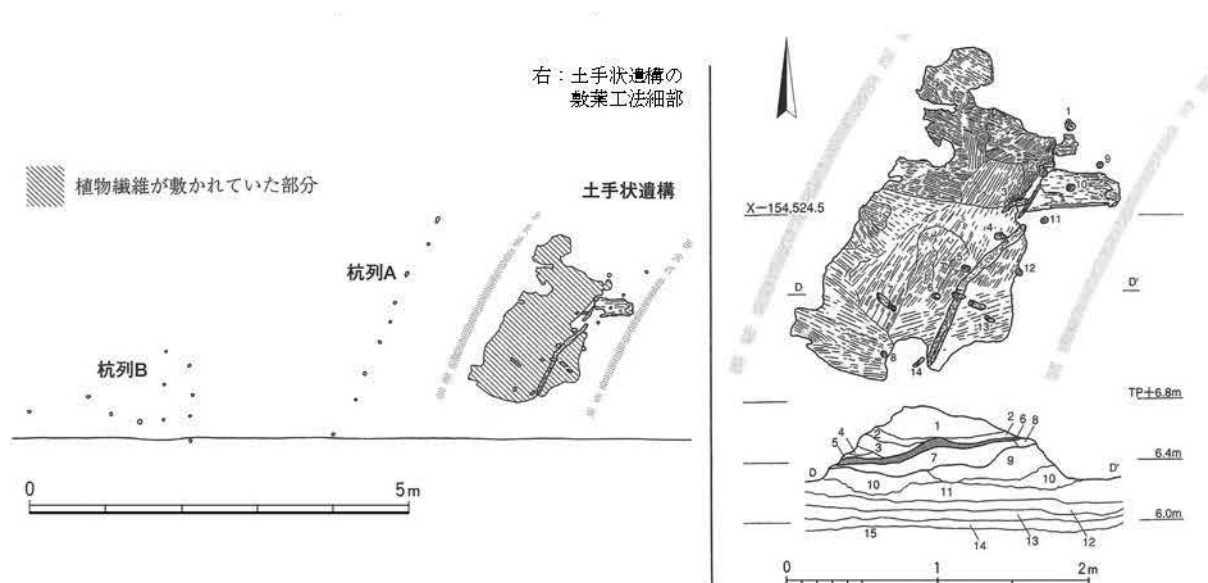 右：土手状遺構の
敷葉工法細部
植物繊維が敷かれていた部分
土手状遺構
杭列A
杭列B
0
5m
1
9
10
3
X－154,524.5
11
4
5
12
D
D'
6
7
13
8
14
TP＋6.8m
1
2
6
8
2
4
3
5
7
9
6.4m
D
D'
10
11
10
6.0m
15
14
13
12
0
1
2m